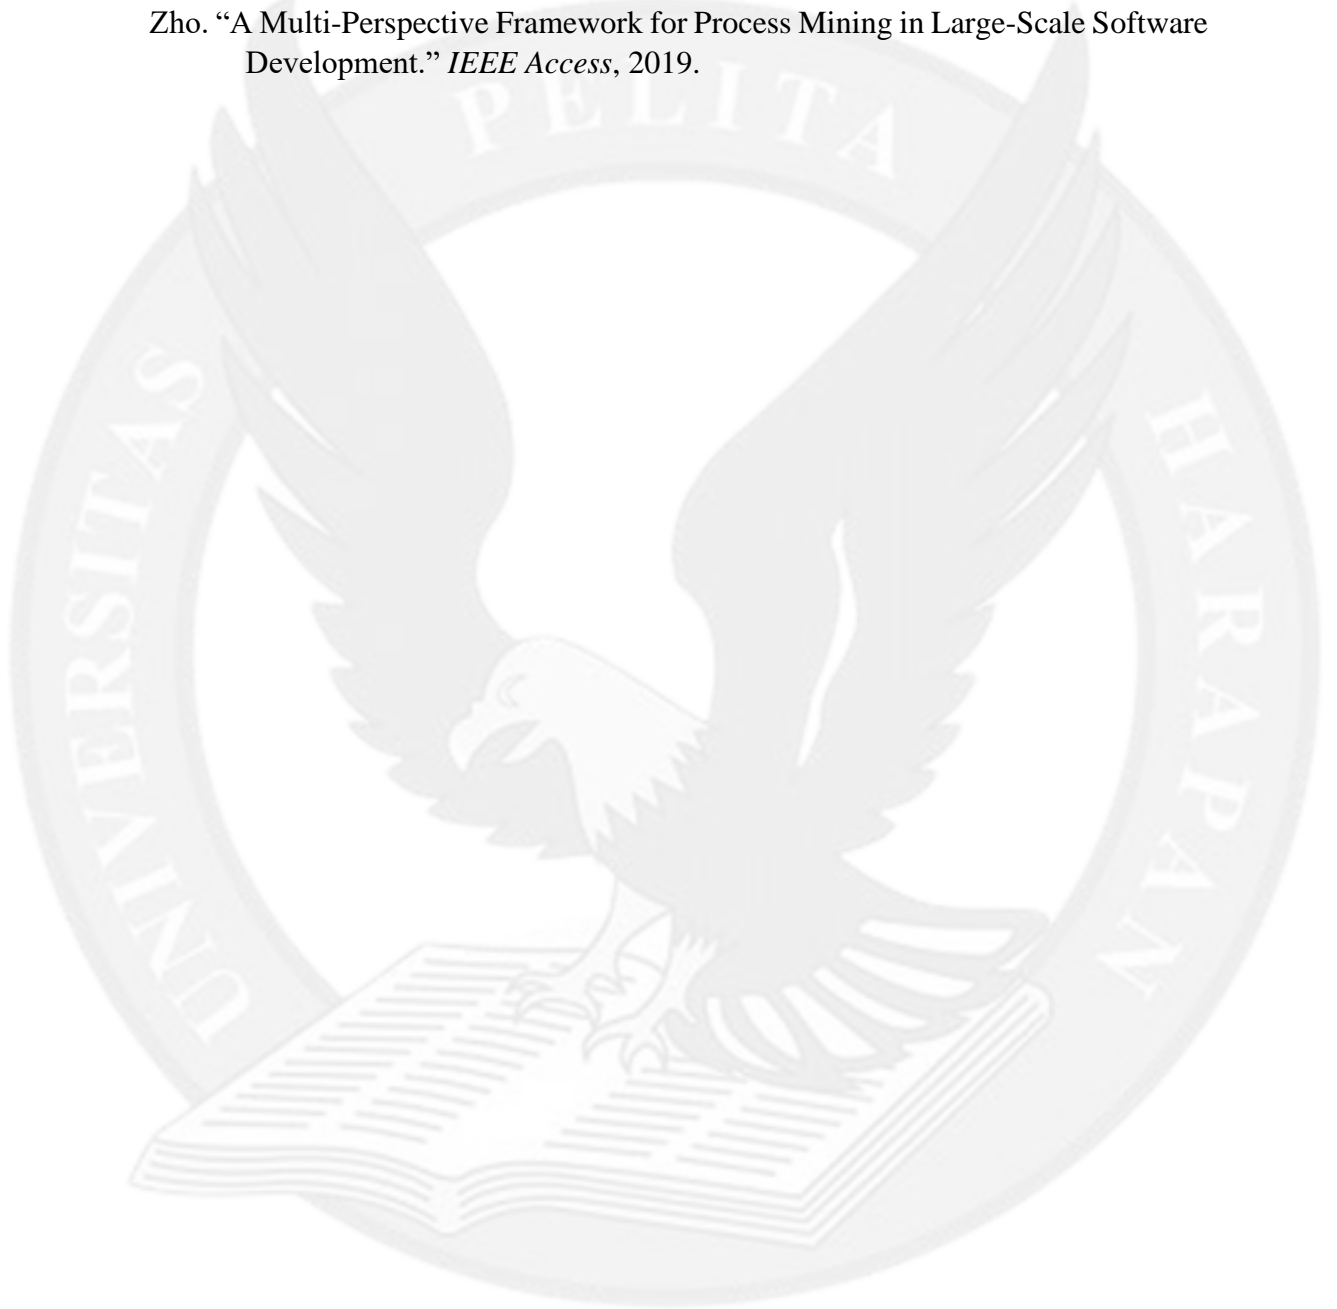 Zho. “A Multi-Perspective Framework for Process Mining in Large-Scale Software
Development.” IEEE Access, 2019.
UNIVERSITAS
PELITA
HARAPAN